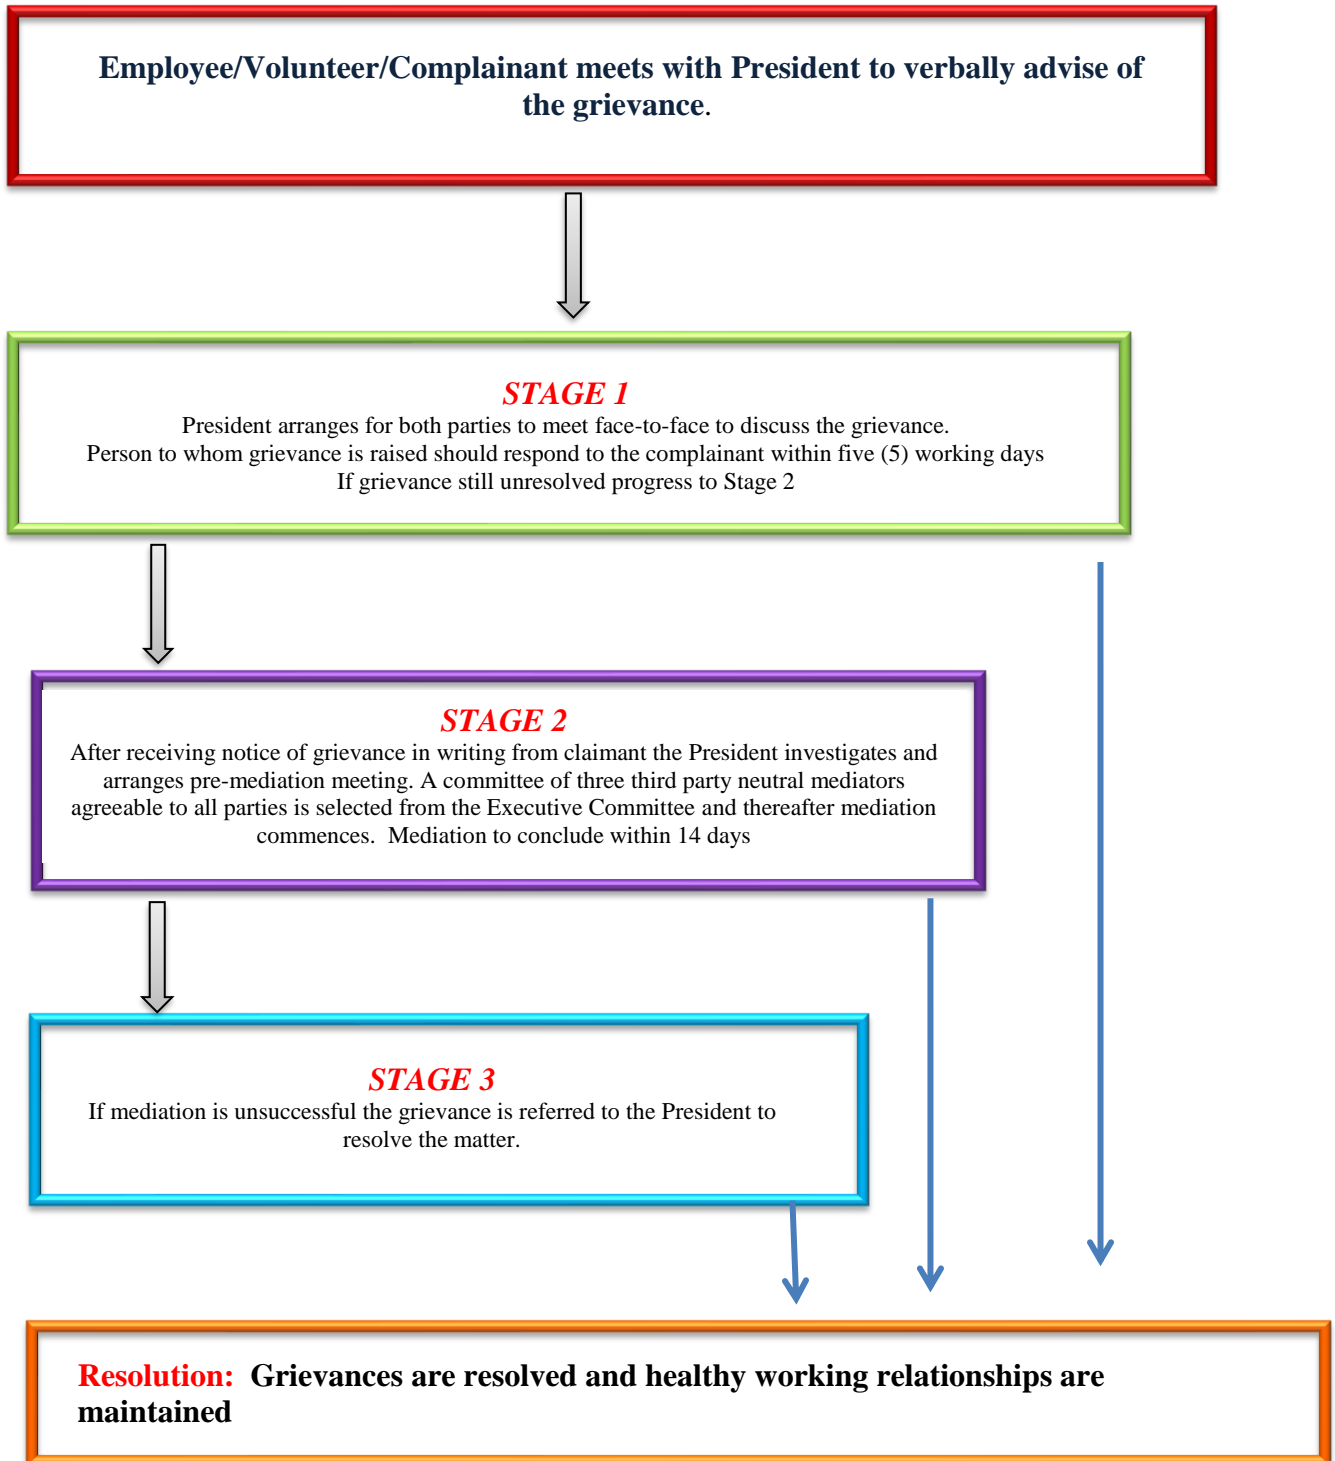 Employee/Volunteer/Complainant meets with President to verbally advise of
the grievance.
STAGE 1
President arranges for both parties to meet face-to-face to discuss the grievance.
Person to whom grievance is raised should respond to the complainant within five (5) working days
If grievance still unresolved progress to Stage 2
STAGE 2
After receiving notice of grievance in writing from claimant the President investigates and
arranges pre-mediation meeting. A committee of three third party neutral mediators
agreeable to all parties is selected from the Executive Committee and thereafter mediation
commences.  Mediation to conclude within 14 days
STAGE 3
If mediation is unsuccessful the grievance is referred to the President to
resolve the matter.
Resolution:  Grievances are resolved and healthy working relationships are
maintained